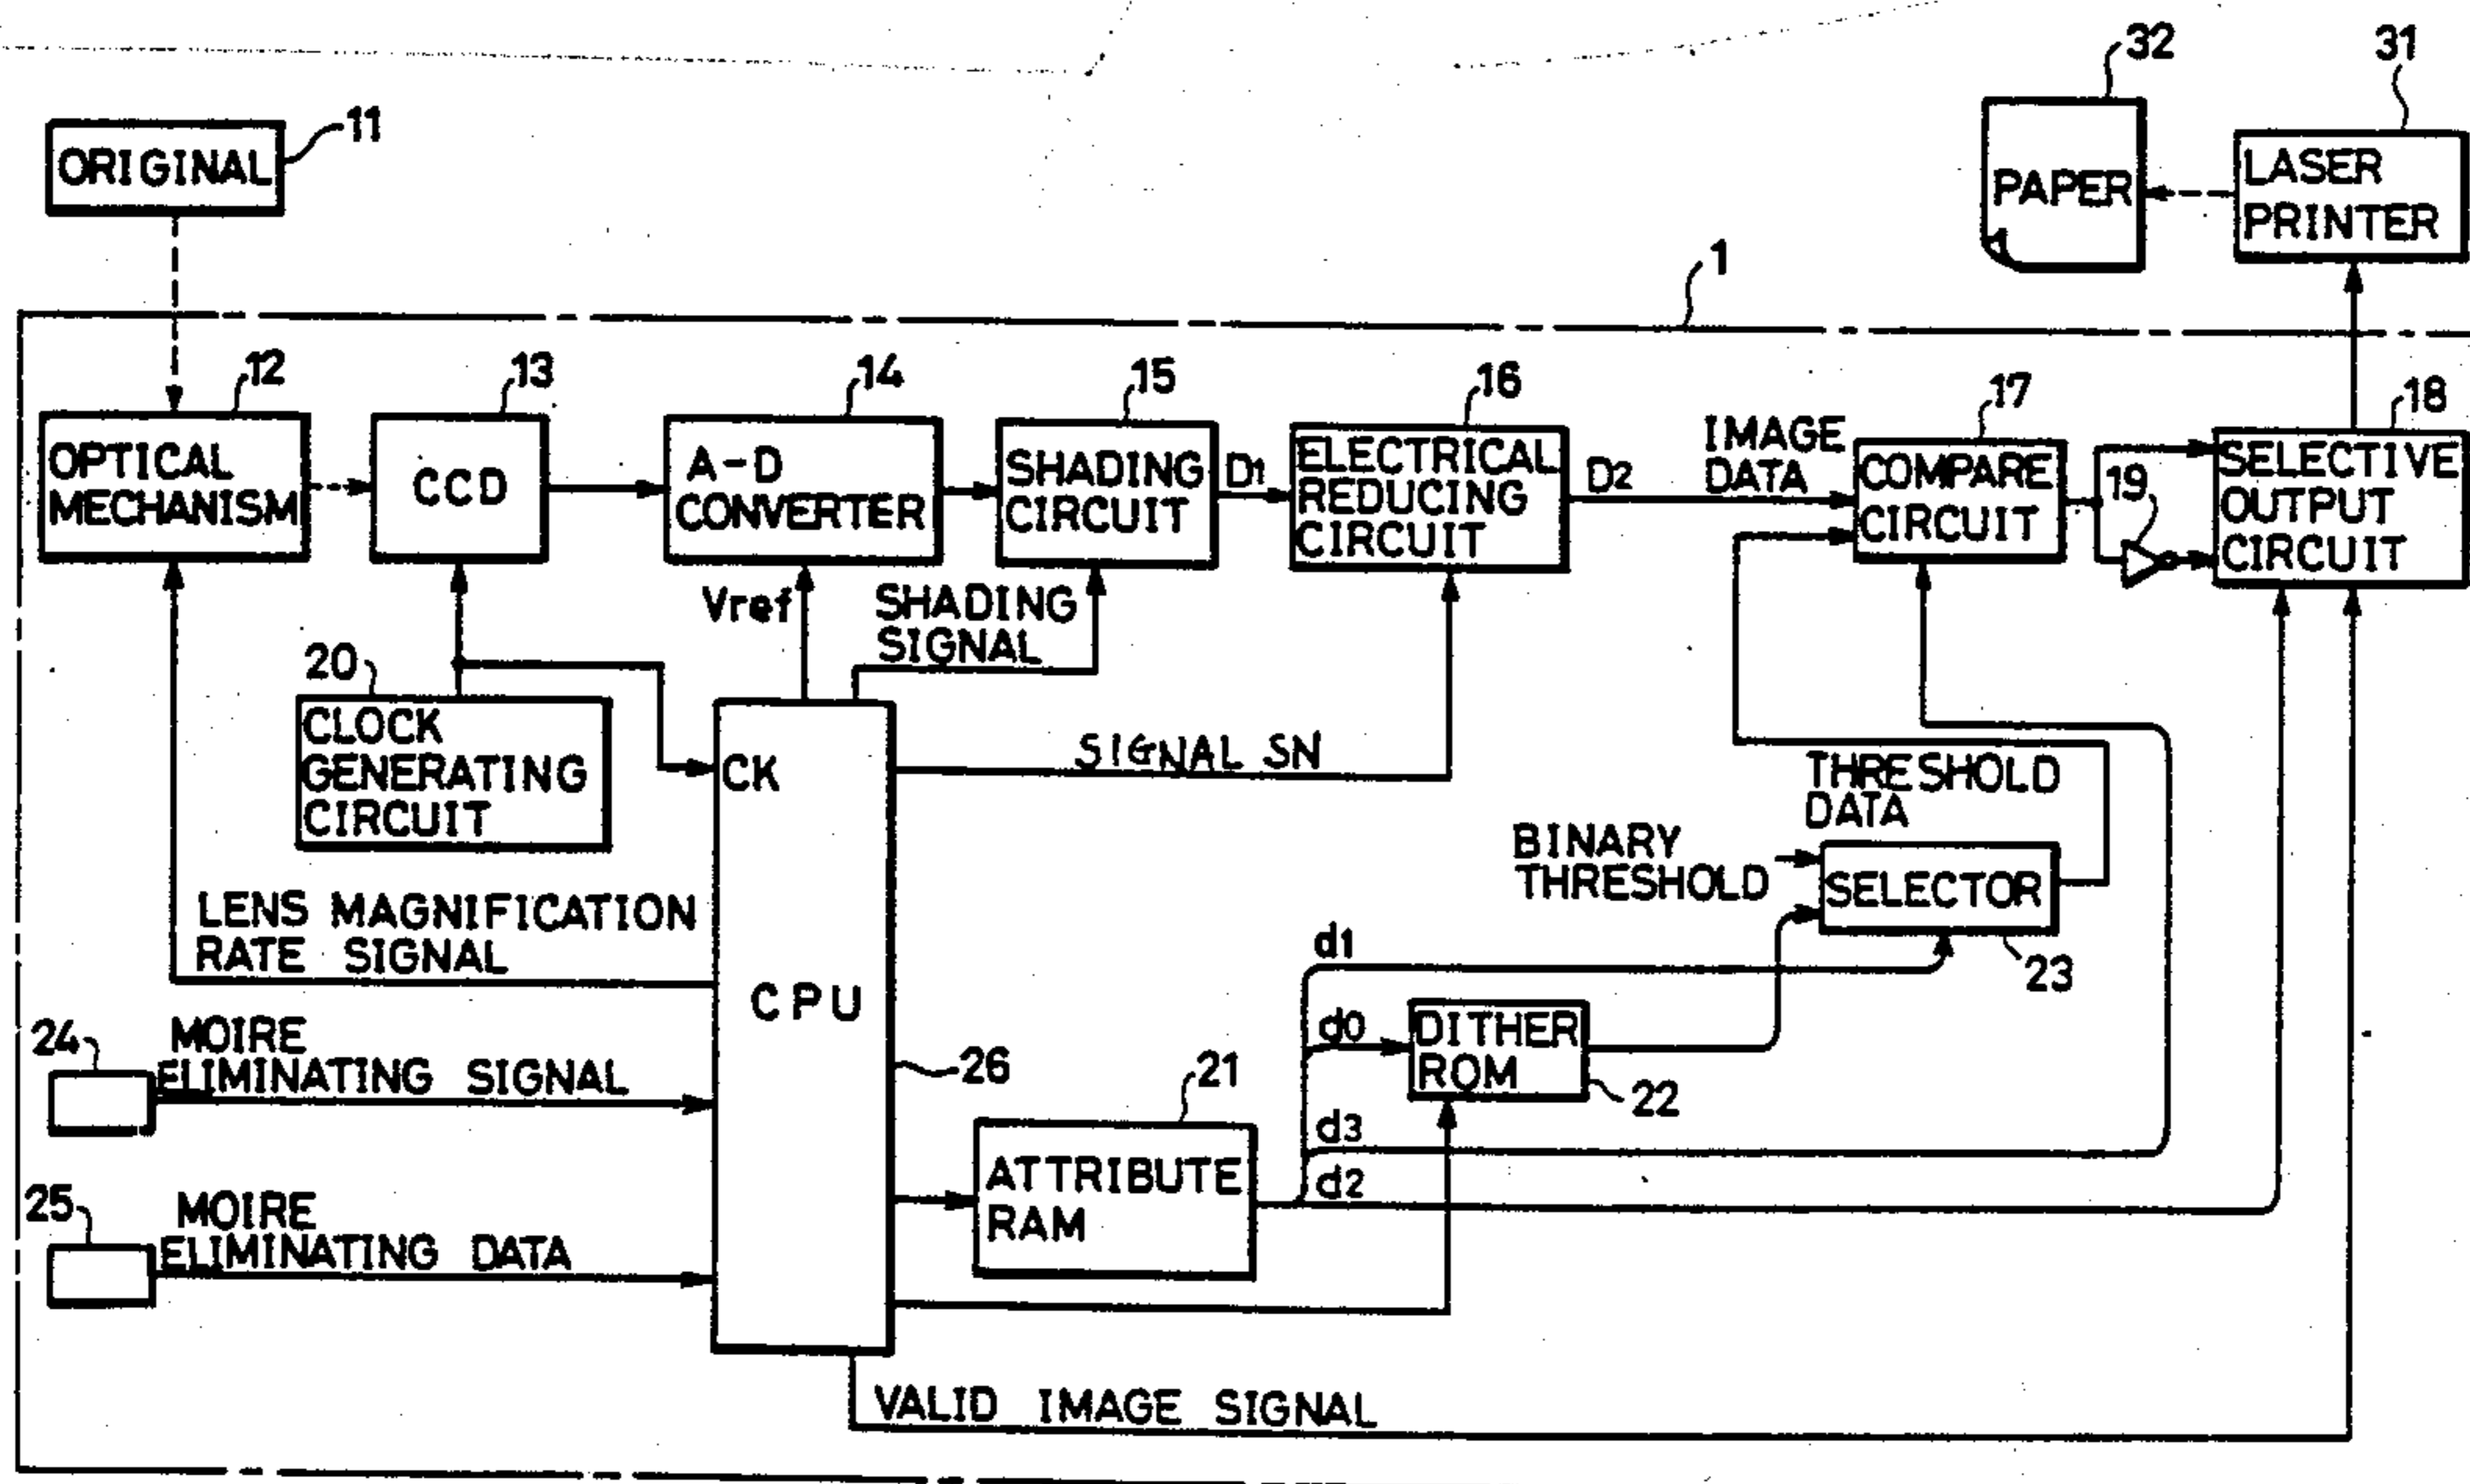 32
31
11
ORIGINAL
PAPER
LASER
PRINTER
1
12
13
14
15
16
17
18
OPTICAL
MECHANISM
CCD
A-D
CONVERTER
SHADING
CIRCUIT
D1
ELECTRICAL
REDUCING
CIRCUIT
D2
IMAGE
DATA
COMPARE
CIRCUIT
19
SELECTIVE
OUTPUT
CIRCUIT
Vref
SHADING
SIGNAL
20
CLOCK
GENERATING
CIRCUIT
CK
SIGNAL SN
THRESHOLD
DATA
BINARY
THRESHOLD
SELECTOR
23
LENS MAGNIFICATION
RATE SIGNAL
CPU
d1
d0
DITHER
ROM
22
24
MOIRE
ELIMINATING SIGNAL
26
21
d3
d2
ATTRIBUTE
RAM
25
MOIRE
ELIMINATING DATA
VALID IMAGE SIGNAL